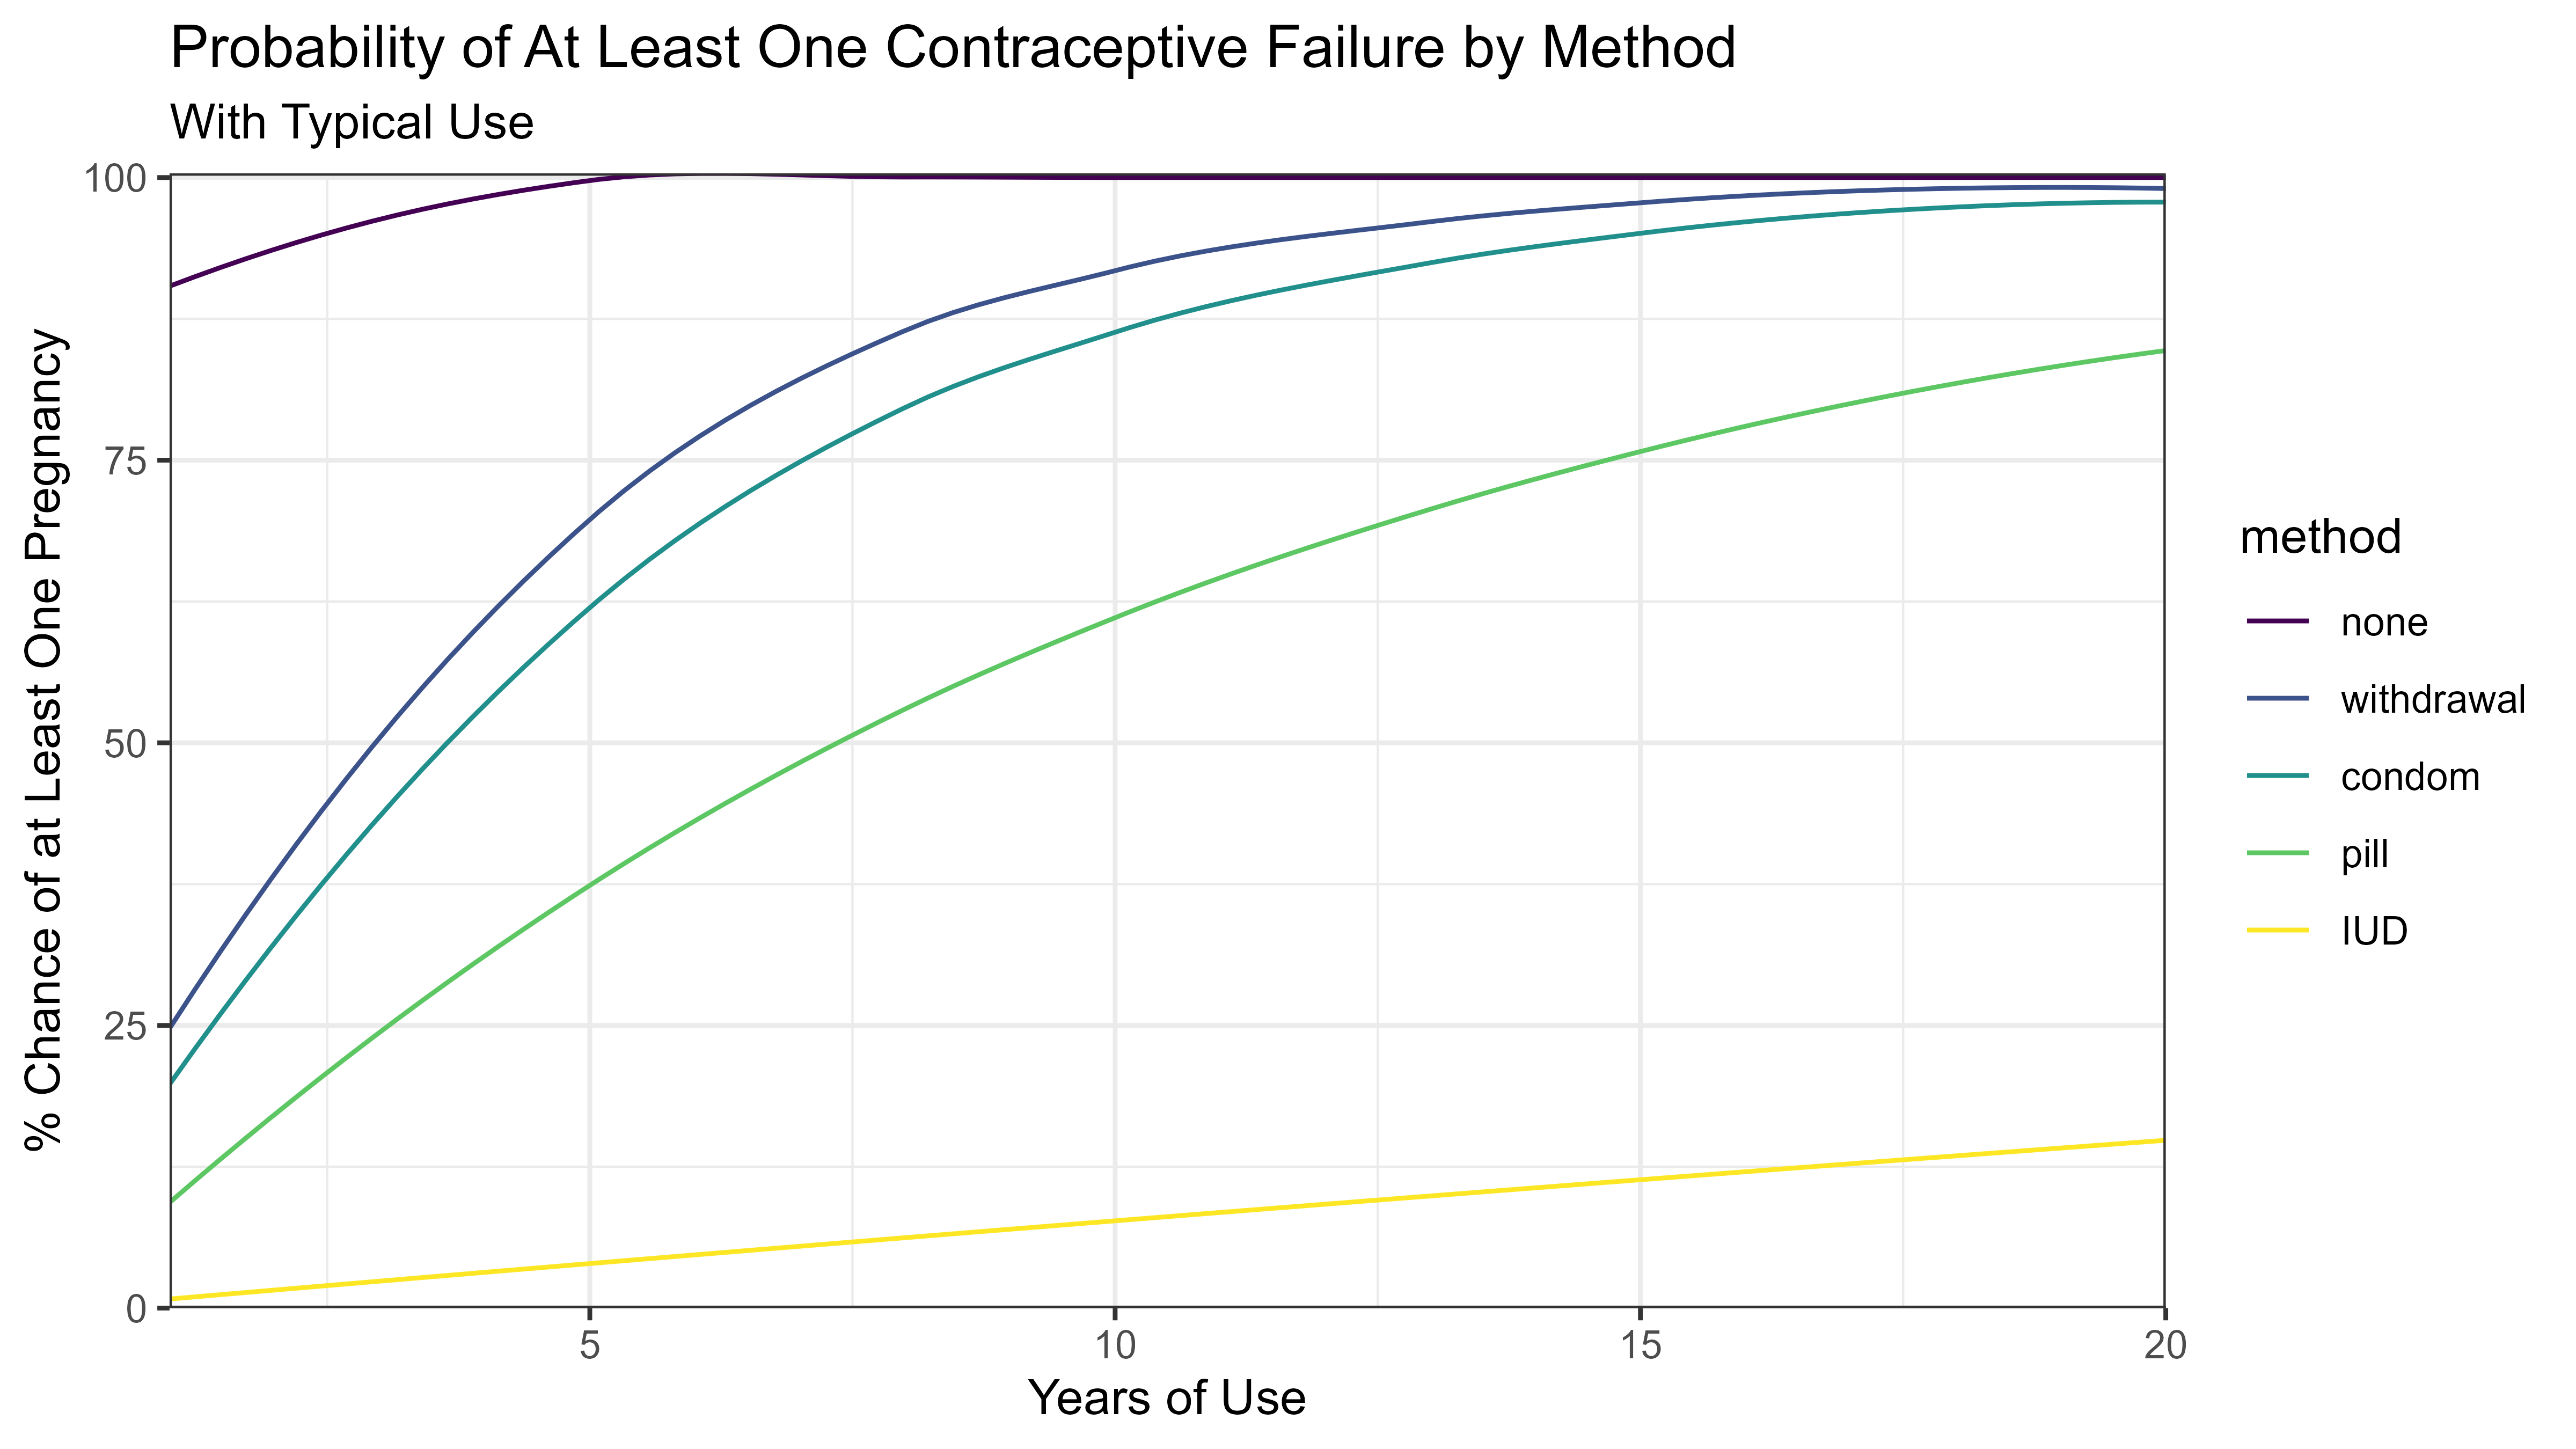 Probability of At Least One Contraceptive Failure by Method
With Typical Use
% Chance of at Least One Pregnancy
100
75
50
25
0
5
10
15
20
Years of Use
method
none
withdrawal
condom
pill
IUD